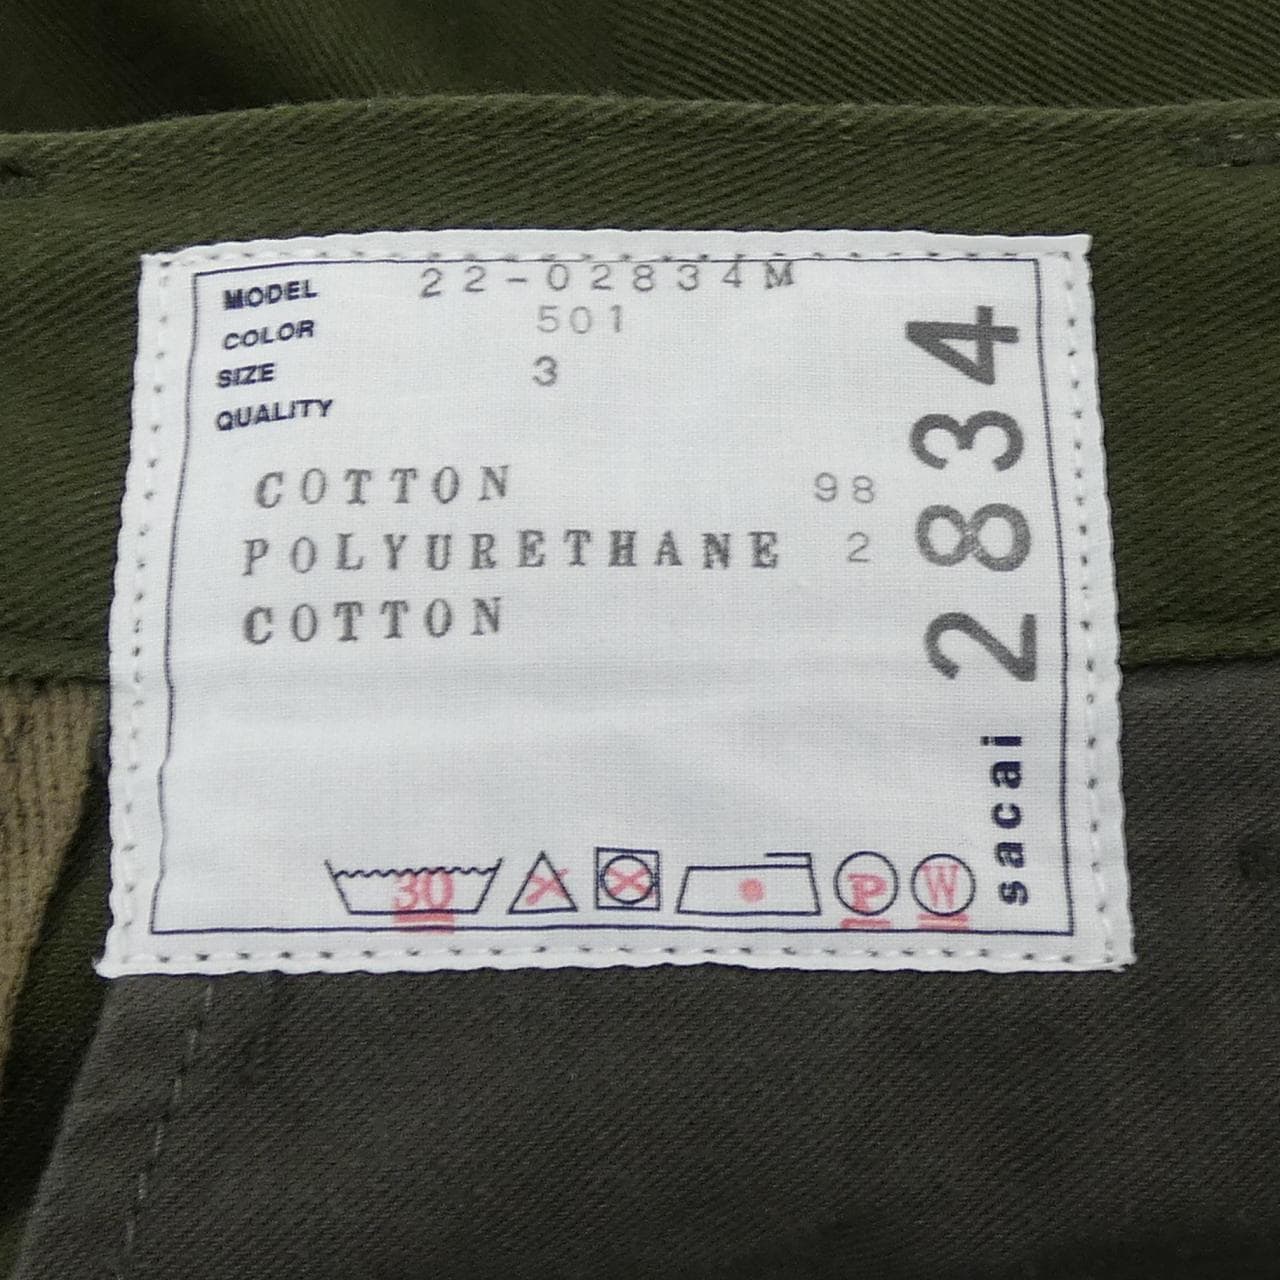 MODEL 22-02834M
COLOR 501
SIZE 3
QUALITY
COTTON 98
POLYURETHANE 2
COTTON
30 P W
sacai 2834